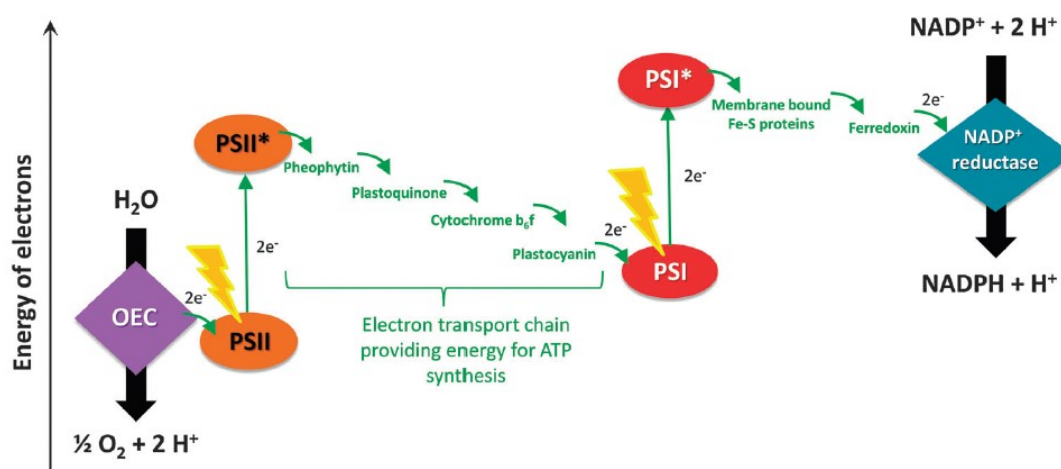 Energy of electrons
H₂O
OEC
½ O₂ + 2 H⁺
2e⁻
PSII
2e⁻
PSII*
Pheophytin
Plastoquinone
Cytochrome b₆f
Plastocyanin
Electron transport chain
providing energy for ATP
synthesis
2e⁻
PSI
2e⁻
PSI*
Membrane bound
Fe-S proteins
Ferredoxin
2e⁻
NADP⁺ + 2 H⁺
NADP⁺
reductase
NADPH + H⁺